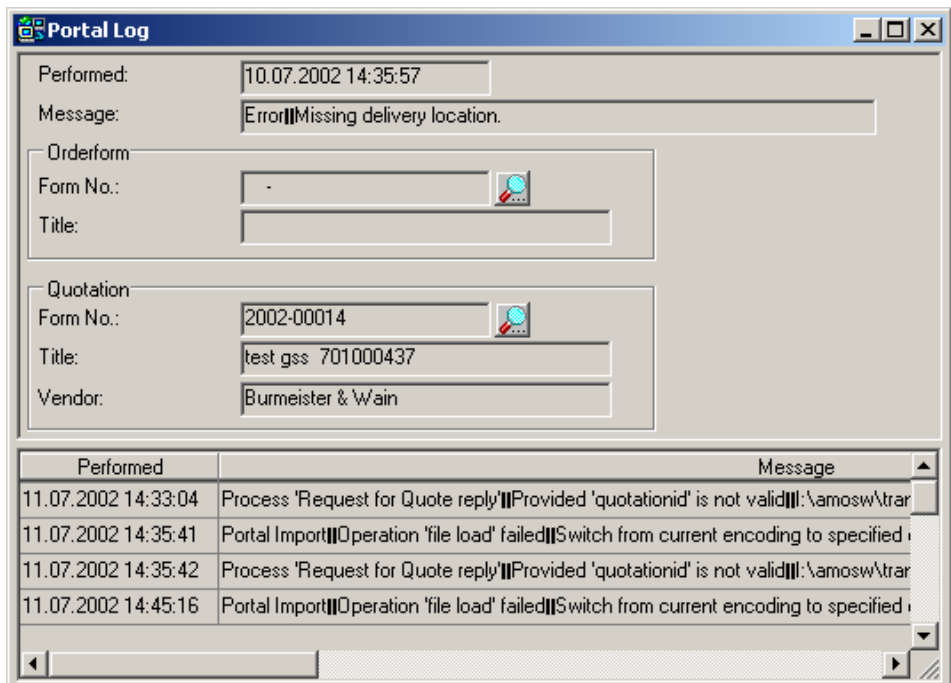 Portal Log
Performed: 10.07.2002 14:35:57
Message: Error||Missing delivery location.
Orderform
Form No.: -
Title:
Quotation
Form No.: 2002-00014
Title: test gss 701000437
Vendor: Burmeister & Wain
Performed Message
11.07.2002 14:33:04 Process 'Request for Quote reply'||Provided 'quotationid' is not valid||I:\amosw\tran
11.07.2002 14:35:41 Portal Import||Operation 'file load' failed||Switch from current encoding to specified
11.07.2002 14:35:42 Process 'Request for Quote reply'||Provided 'quotationid' is not valid||I:\amosw\tran
11.07.2002 14:45:16 Portal Import||Operation 'file load' failed||Switch from current encoding to specified